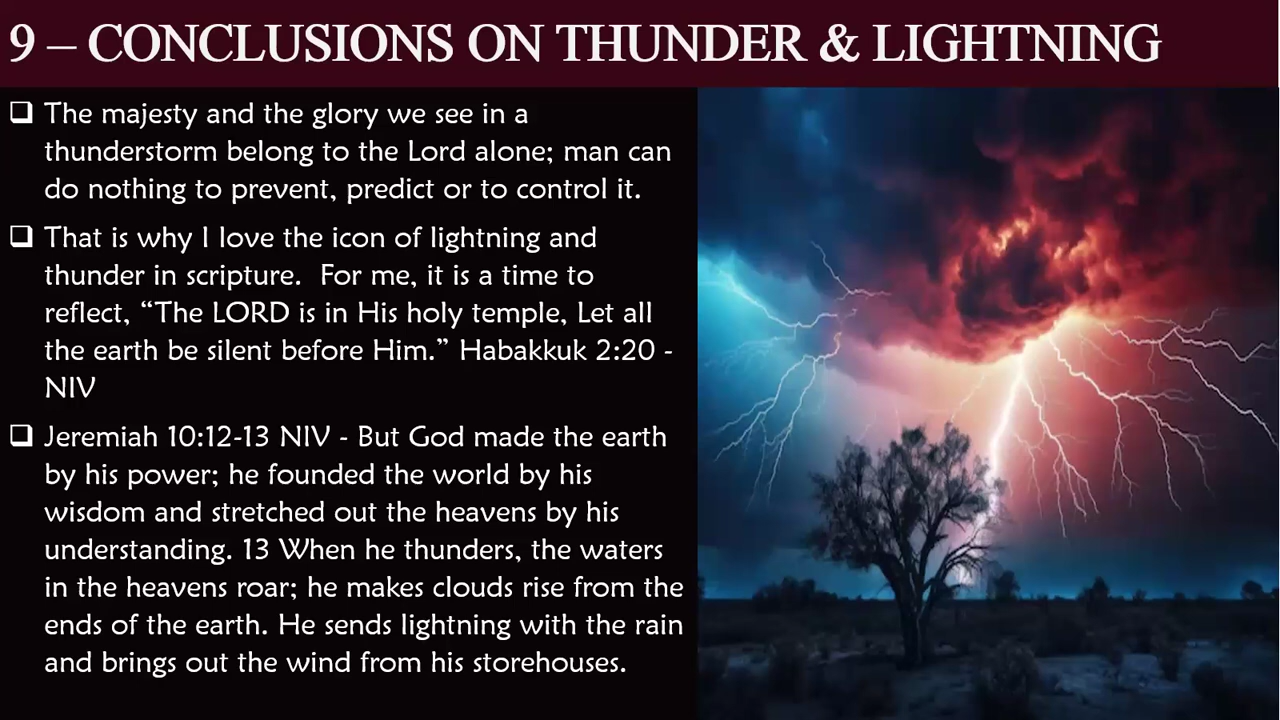 9 – CONCLUSIONS ON THUNDER & LIGHTNING
❑ The majesty and the glory we see in a
thunderstorm belong to the Lord alone; man can
do nothing to prevent, predict or to control it.
❑ That is why I love the icon of lightning and
thunder in scripture.  For me, it is a time to
reflect, “The LORD is in His holy temple, Let all
the earth be silent before Him.” Habakkuk 2:20 -
NIV
❑ Jeremiah 10:12-13 NIV - But God made the earth
by his power; he founded the world by his
wisdom and stretched out the heavens by his
understanding. 13 When he thunders, the waters
in the heavens roar; he makes clouds rise from the
ends of the earth. He sends lightning with the rain
and brings out the wind from his storehouses.